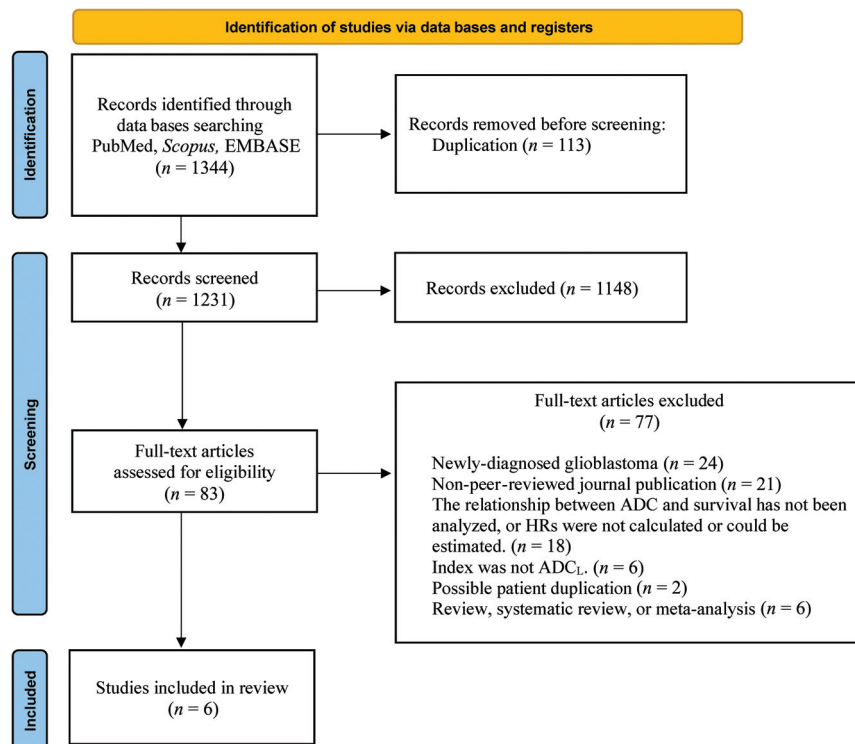 Identification of studies via data bases and registers
Identification
Records identified through
data bases searching
PubMed, Scopus, EMBASE
(n = 1344)
Records removed before screening:
Duplication (n = 113)
Screening
Records screened
(n = 1231)
Records excluded (n = 1148)
Full-text articles
assessed for eligibility
(n = 83)
Full-text articles excluded
(n = 77)
Newly-diagnosed glioblastoma (n = 24)
Non-peer-reviewed journal publication (n = 21)
The relationship between ADC and survival has not been
analyzed, or HRs were not calculated or could be
estimated. (n = 18)
Index was not ADCL. (n = 6)
Possible patient duplication (n = 2)
Review, systematic review, or meta-analysis (n = 6)
Included
Studies included in review
(n = 6)